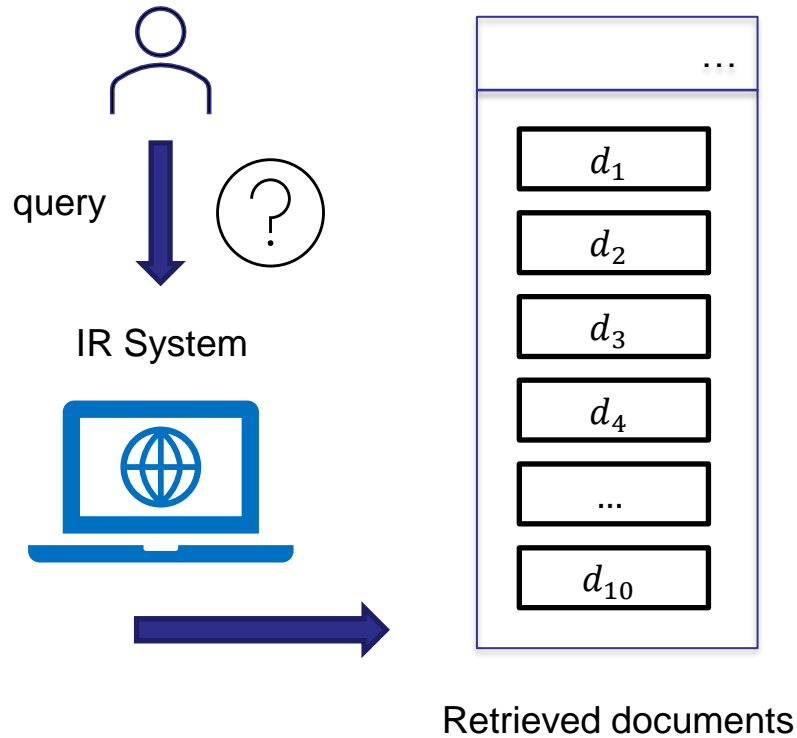 query
?
IR System
...
d₁
d₂
d₃
d₄
...
d₁₀
Retrieved documents